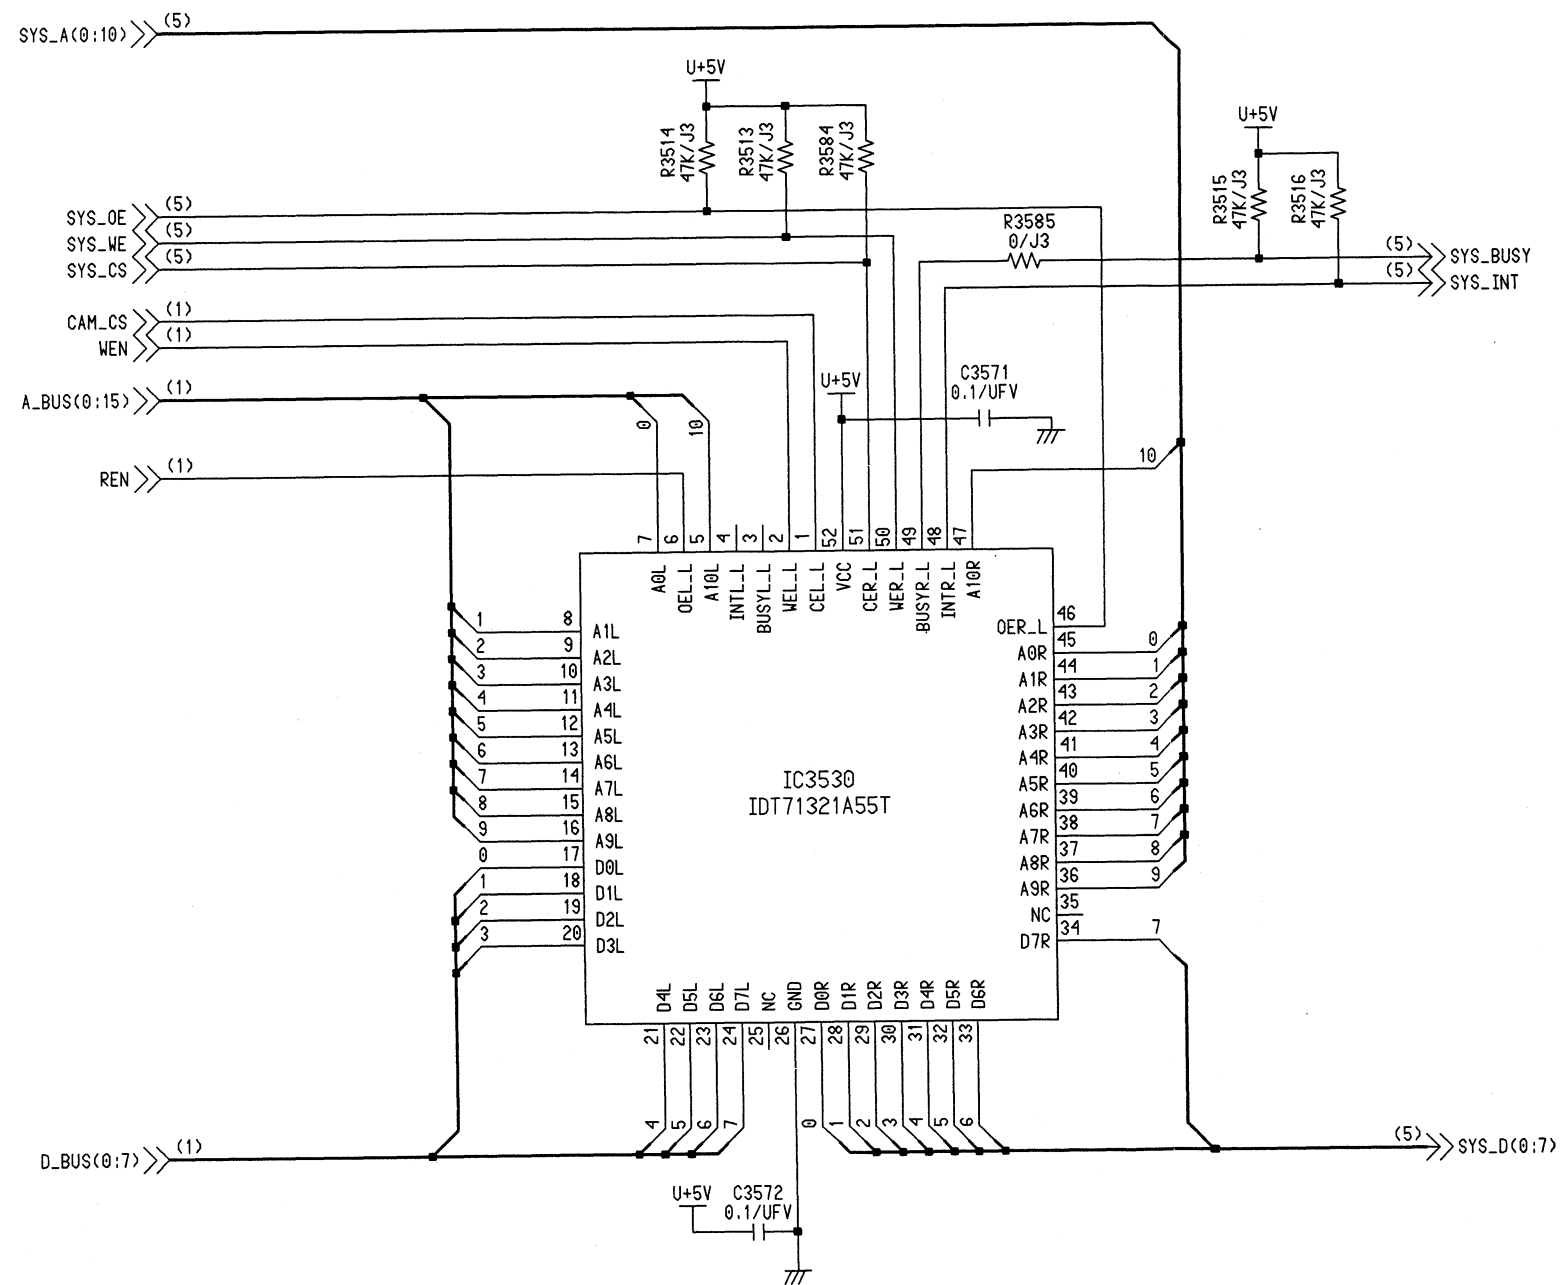 SYS_A(0:10) (5)
U+5V
R3514 47K/J3
R3513 47K/J3
R3584 47K/J3
U+5V
R3515 47K/J3
R3516 47K/J3
SYS_OE (5)
SYS_WE (5)
SYS_CS (5)
R3585
0/J3
(5) SYS_BUSY
(5) SYS_INT
CAM_CS (1)
WEN (1)
A_BUS(0:15) (1)
U+5V
C3571
0.1/UFV
0 10
10
REN (1)
7 6 5 4 3 2 1 52 51 50 49 48 47
A0L OEL_L A10L INTL_L BUSYL_L WEL_L CEL_L VCC CER_L WER_L BUSYR_L INTR_L A10R
1 8 A1L
2 9 A2L
3 10 A3L
4 11 A4L
5 12 A5L
6 13 A6L
7 14 A7L
8 15 A8L
9 16 A9L
0 17 D0L
1 18 D1L
2 19 D2L
3 20 D3L
IC3530
IDT71321A55T
OER_L 46
A0R 45 0
A1R 44 1
A2R 43 2
A3R 42 3
A4R 41 4
A5R 40 5
A6R 39 6
A7R 38 7
A8R 37 8
A9R 36 9
NC 35
D7R 34 7
D4L D5L D6L D7L NC GND D0R D1R D2R D3R D4R D5R D6R
21 22 23 24 25 26 27 28 29 30 31 32 33
4 5 6 7 0 1 2 3 4 5 6
D_BUS(0:7) (1)
(5) SYS_D(0:7)
U+5V
C3572
0.1/UFV